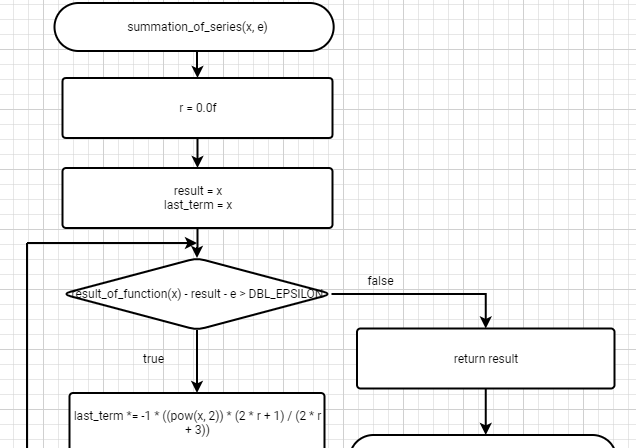 summation_of_series(x, e)
r = 0.0f
result = x
last_term = x
result_of_function(x) - result - e > DBL_EPSILON
false
true
return result
last_term *= -1 * ((pow(x, 2)) * (2 * r + 1) / (2 * r
+ 3))